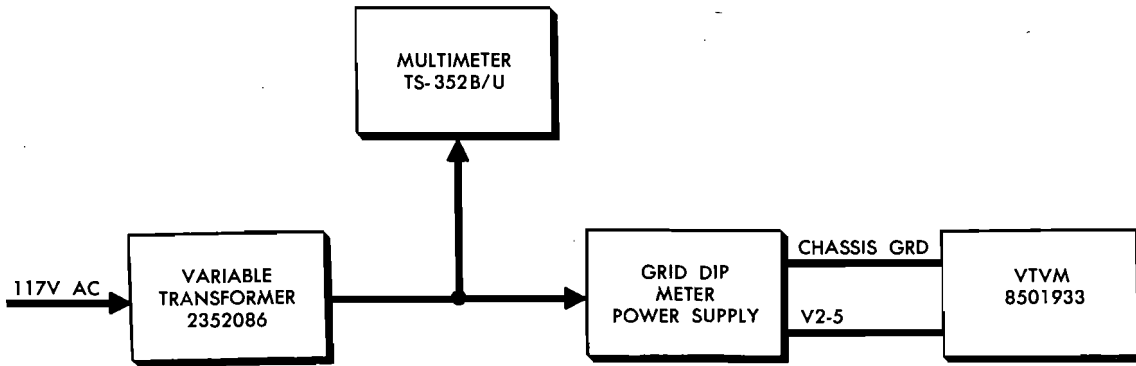 MULTIMETER
TS-352B/U
117V AC
VARIABLE
TRANSFORMER
2352086
GRID DIP
METER
POWER SUPPLY
CHASSIS GRD
V2-5
VTVM
8501933